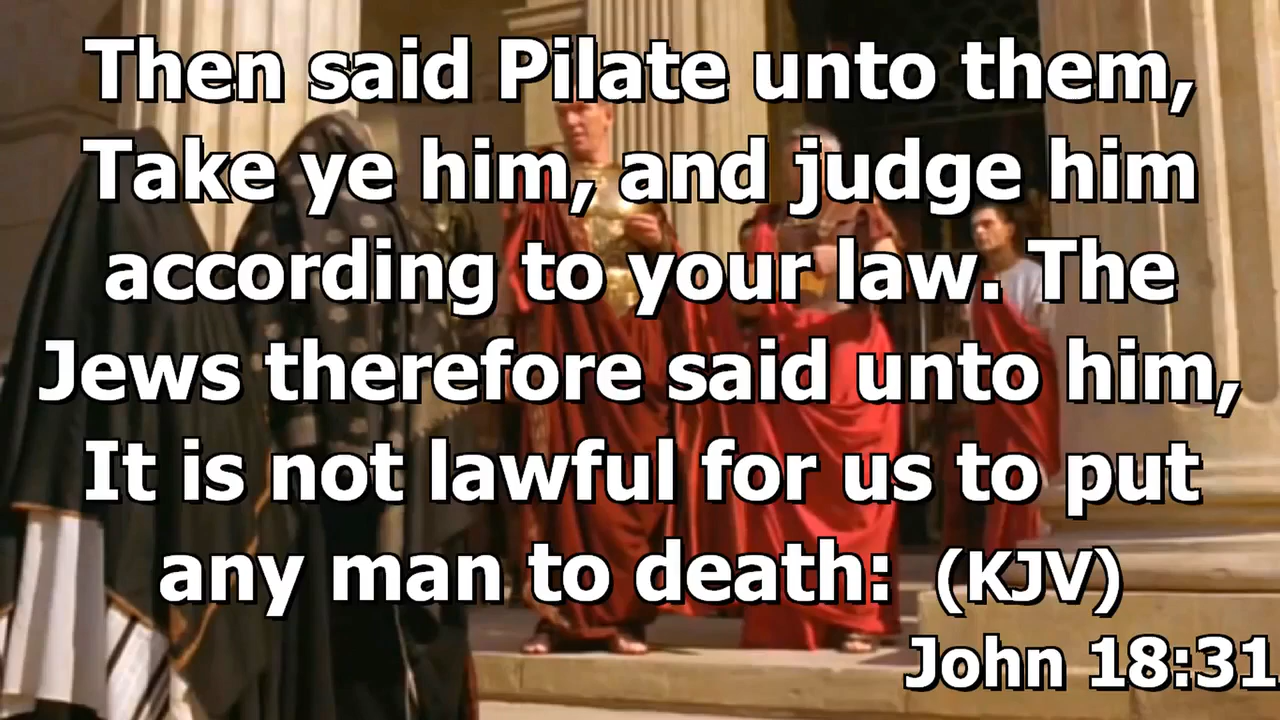 Then said Pilate unto them,
Take ye him, and judge him
according to your law. The
Jews therefore said unto him,
It is not lawful for us to put
any man to death: (KJV)
John 18:31